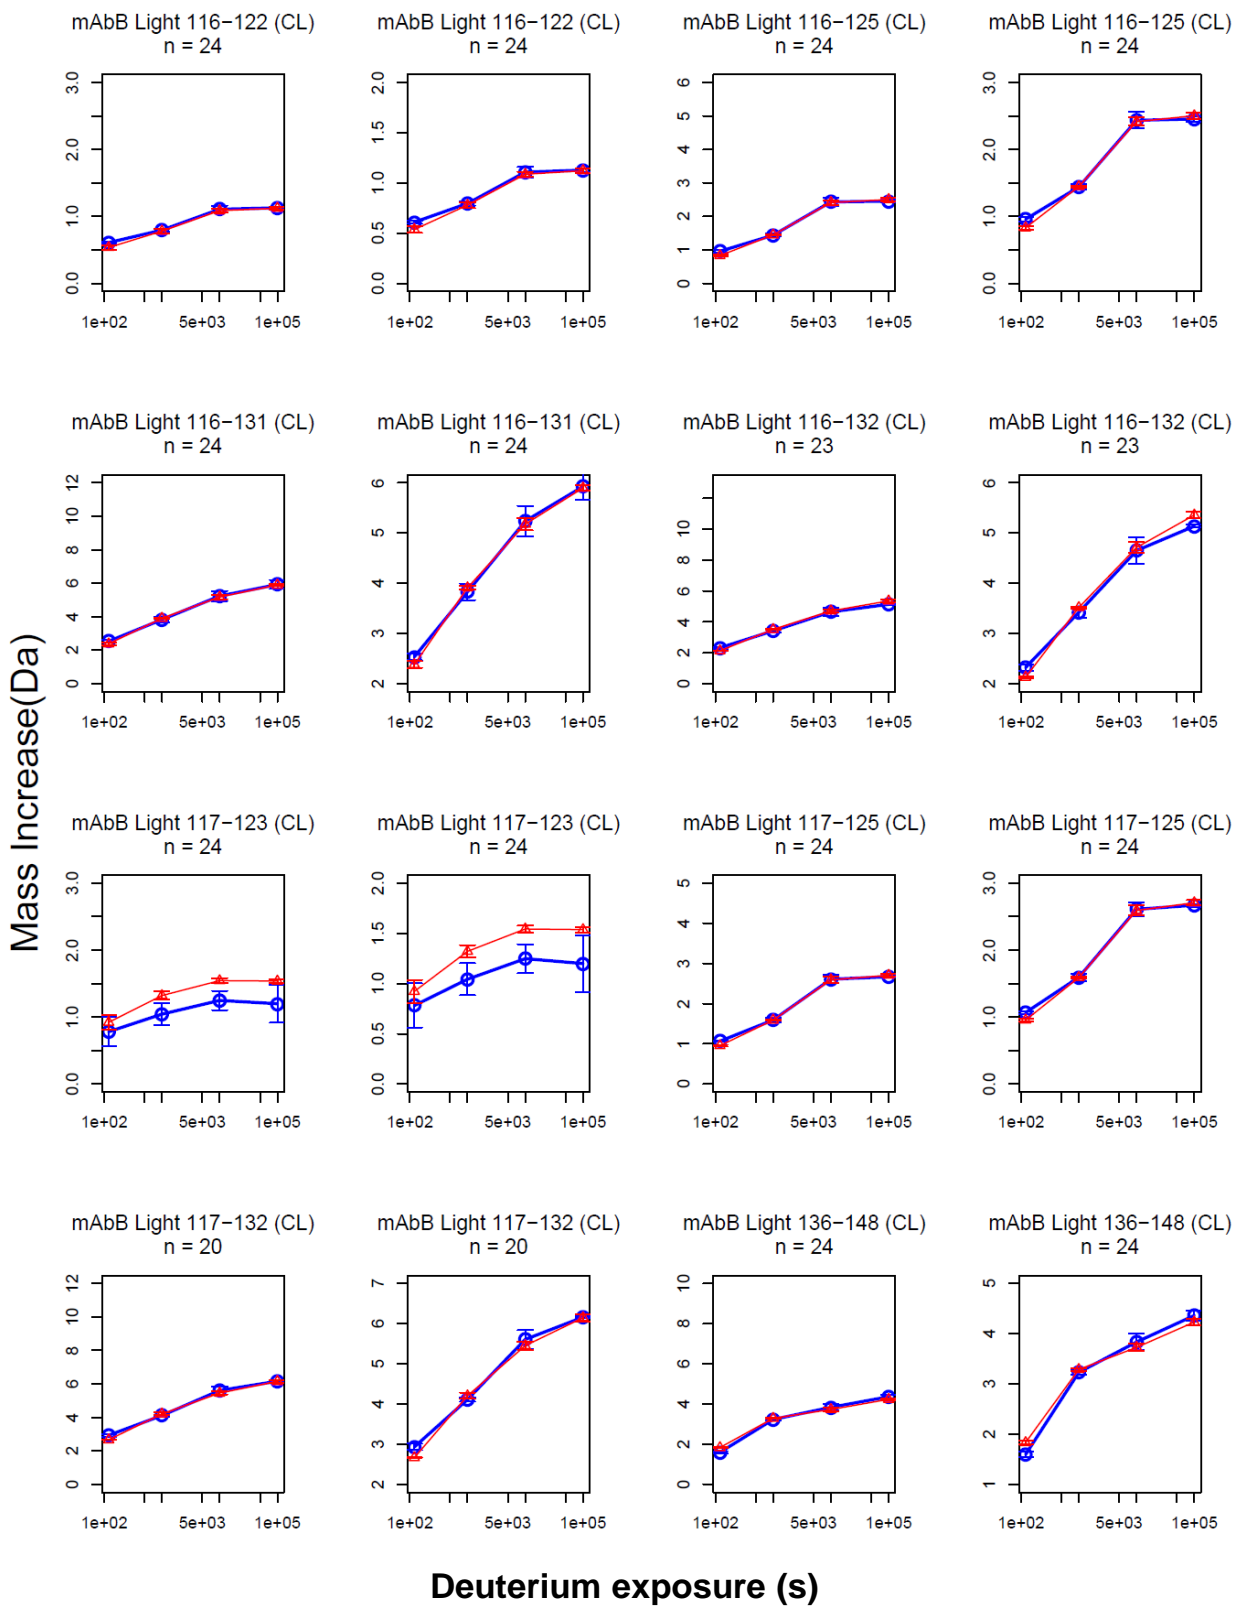 mAbB Light 116−122 (CL)
n = 24
3.0
2.0
1.0
0.0
1e+02
5e+03
1e+05
mAbB Light 116−122 (CL)
n = 24
2.0
1.5
1.0
0.5
0.0
1e+02
5e+03
1e+05
mAbB Light 116−125 (CL)
n = 24
6
5
4
3
2
1
0
1e+02
5e+03
1e+05
mAbB Light 116−125 (CL)
n = 24
3.0
2.0
1.0
0.0
1e+02
5e+03
1e+05
Mass Increase(Da)
mAbB Light 116−131 (CL)
n = 24
12
10
8
6
4
2
0
1e+02
5e+03
1e+05
mAbB Light 116−131 (CL)
n = 24
6
5
4
3
2
1e+02
5e+03
1e+05
mAbB Light 116−132 (CL)
n = 23
10
8
6
4
2
0
1e+02
5e+03
1e+05
mAbB Light 116−132 (CL)
n = 23
6
5
4
3
2
1e+02
5e+03
1e+05
mAbB Light 117−123 (CL)
n = 24
3.0
2.0
1.0
0.0
1e+02
5e+03
1e+05
mAbB Light 117−123 (CL)
n = 24
2.0
1.5
1.0
0.5
0.0
1e+02
5e+03
1e+05
mAbB Light 117−125 (CL)
n = 24
5
4
3
2
1
0
1e+02
5e+03
1e+05
mAbB Light 117−125 (CL)
n = 24
3.0
2.0
1.0
0.0
1e+02
5e+03
1e+05
mAbB Light 117−132 (CL)
n = 20
12
10
8
6
4
2
0
1e+02
5e+03
1e+05
mAbB Light 117−132 (CL)
n = 20
7
6
5
4
3
2
1e+02
5e+03
1e+05
mAbB Light 136−148 (CL)
n = 24
10
8
6
4
2
0
1e+02
5e+03
1e+05
mAbB Light 136−148 (CL)
n = 24
5
4
3
2
1
1e+02
5e+03
1e+05
Deuterium exposure (s)